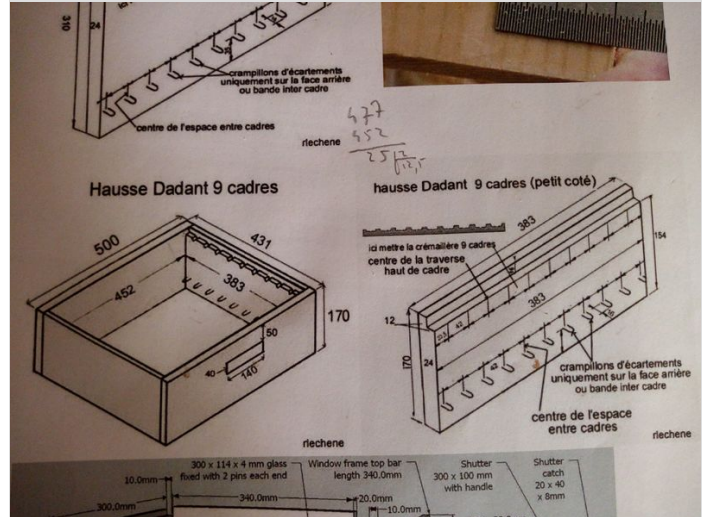 310
24
crampillons d'écartements
uniquement sur la face arrière
ou bande inter cadre
centre de l'espace entre cadres
rlechene
477
452
25
2
12,5
Hausse Dadant 9 cadres
500
431
452
383
170
50
40
140
rlechene
hausse Dadant 9 cadres (petit coté)
383
ici mettre la crémaillère 9 cadres
centre de la traverse
haut de cadre
154
383
12
42
24
170
42
crampillons d'écartements
uniquement sur la face arrière
ou bande inter cadre
centre de l'espace
entre cadres
rlechene
300 x 114 x 4 mm glass
fixed with 2 pins each end
Window frame top bar
length 340,0mm
Shutter
300 x 100 mm
with handle
Shutter
catch
20 x 40
x 8mm
10.0mm
300.0mm
340.0mm
20.0mm
10.0mm